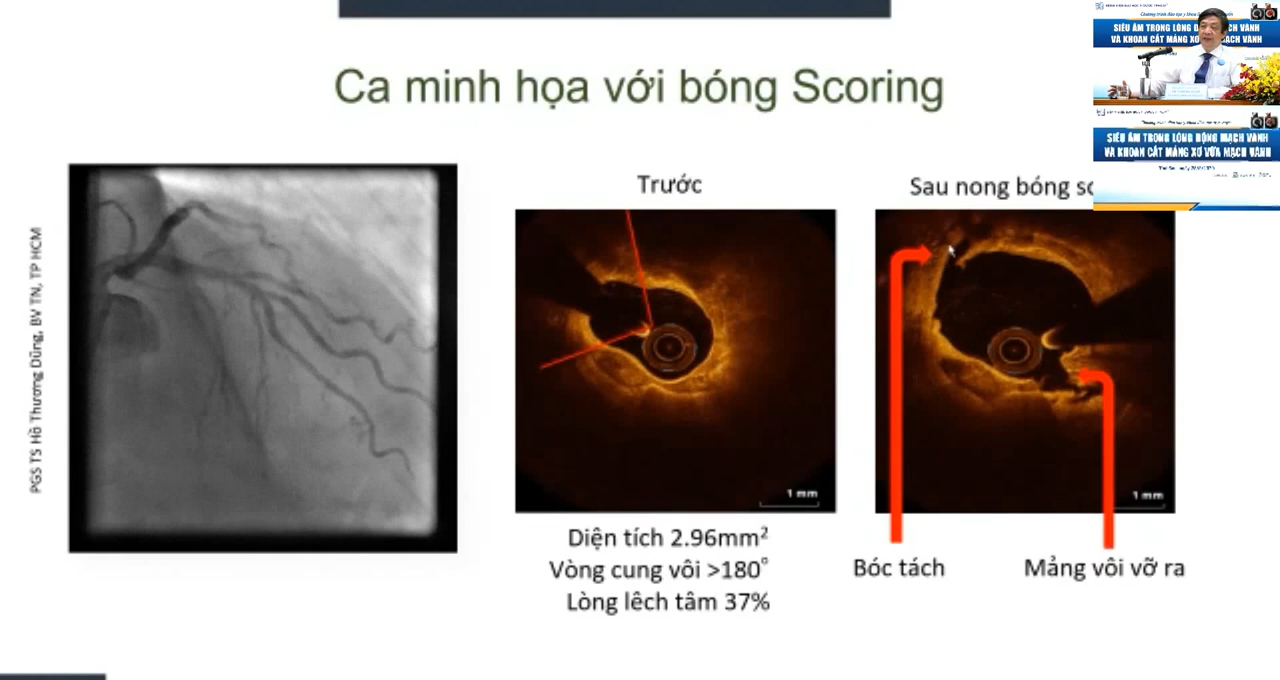 Ca minh họa với bóng Scoring
SIÊU ÂM TRONG LÒNG ĐỘNG MẠCH VÀNH
VÀ KHOAN CẮT MẢNG XƠ VỮA MẠCH VÀNH
PGS TS Hồ Thượng Dũng, BV TN, TP HCM
Trước
1 mm
Diện tích 2.96mm²
Vòng cung vôi >180°
Lòng lệch tâm 37%
Sau nong bóng sc
1 mm
Bóc tách
Mảng vôi vỡ ra